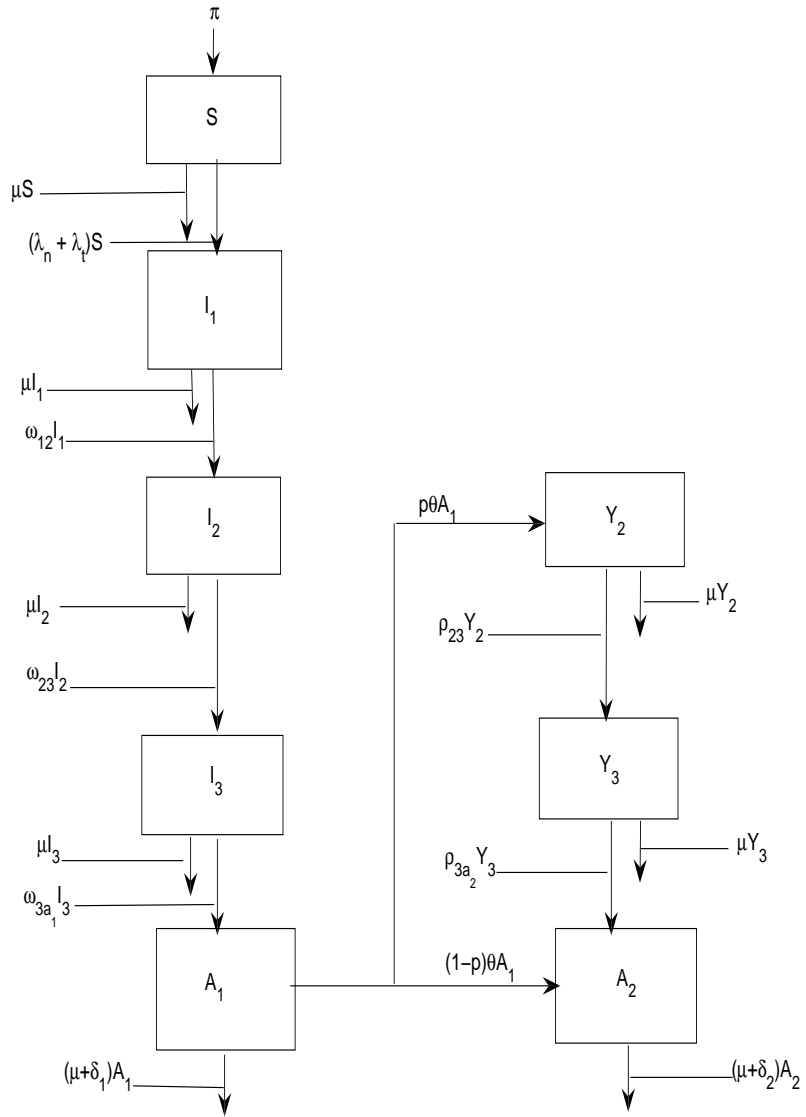 π
S
μS
(λn + λt)S
I1
μI1
ω12I1
I2
pθA1
Y2
μI2
μY2
ρ23Y2
ω23I2
I3
Y3
μI3
μY3
ρ3a2Y3
ω3a1I3
A1
(1−p)θA1
A2
(μ+δ1)A1
(μ+δ2)A2